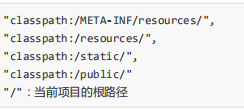 "classpath:/META-INF/resources/",
"classpath:/resources/",
"classpath:/static/",
"classpath:/public/"
"/"：当前项目的根路径